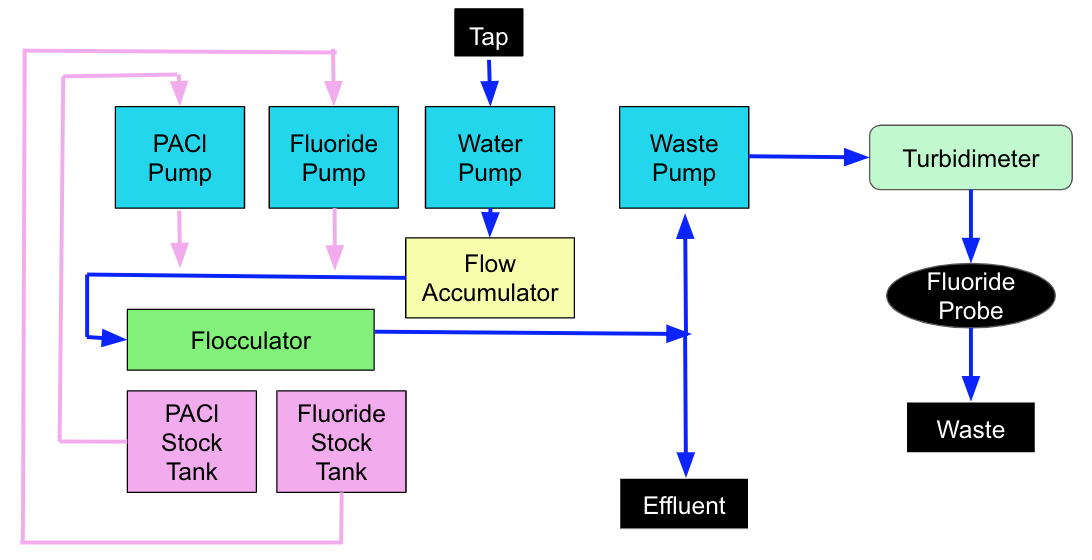 Tap
PACl
Pump
Fluoride
Pump
Water
Pump
Waste
Pump
Turbidimeter
Flow
Accumulator
Fluoride
Probe
Flocculator
PACl
Stock
Tank
Fluoride
Stock
Tank
Waste
Effluent